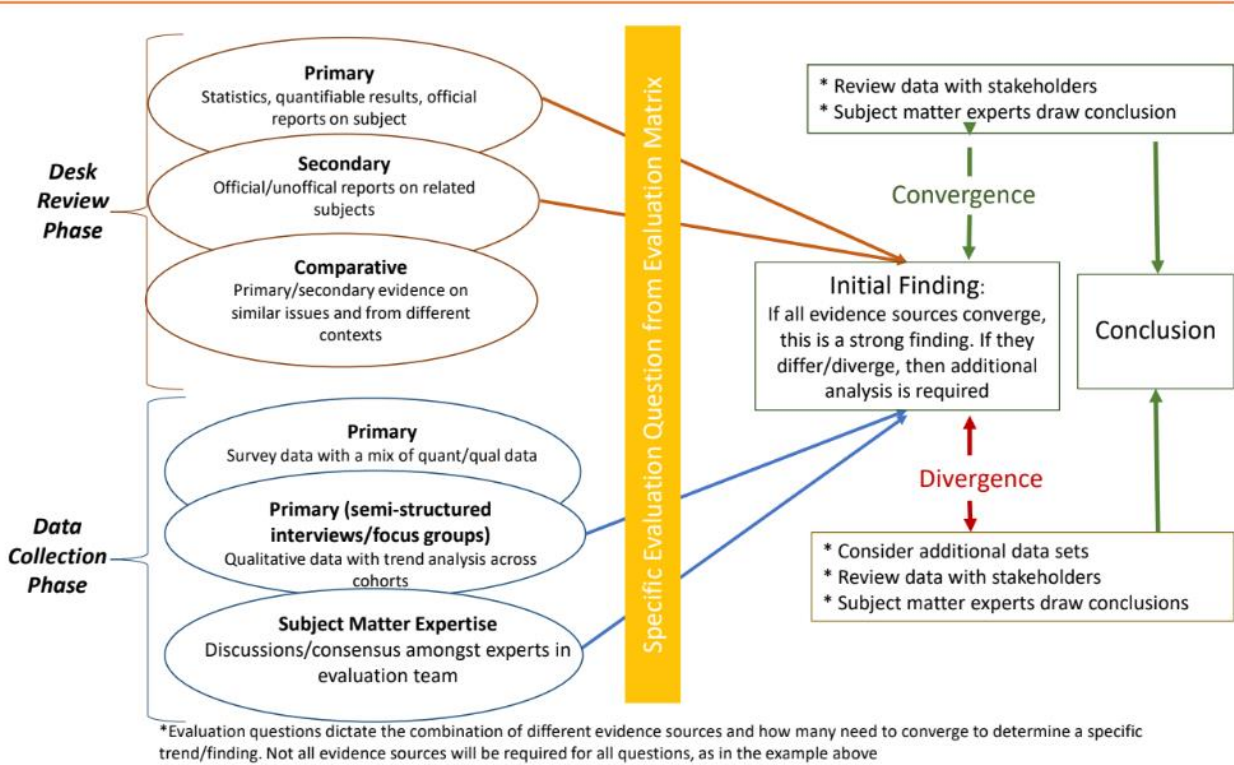 Desk
Review
Phase
Primary
Statistics, quantifiable results, official
reports on subject
Secondary
Official/unoffical reports on related
subjects
Comparative
Primary/secondary evidence on
similar issues and from different
contexts
Data
Collection
Phase
Primary
Survey data with a mix of quant/qual data
Primary (semi-structured
interviews/focus groups)
Qualitative data with trend analysis across
cohorts
Subject Matter Expertise
Discussions/consensus amongst experts in
evaluation team
Specific Evaluation Question from Evaluation Matrix
* Review data with stakeholders
* Subject matter experts draw conclusion
Convergence
Initial Finding:
If all evidence sources converge,
this is a strong finding. If they
differ/diverge, then additional
analysis is required
Conclusion
Divergence
* Consider additional data sets
* Review data with stakeholders
* Subject matter experts draw conclusions
*Evaluation questions dictate the combination of different evidence sources and how many need to converge to determine a specific
trend/finding. Not all evidence sources will be required for all questions, as in the example above